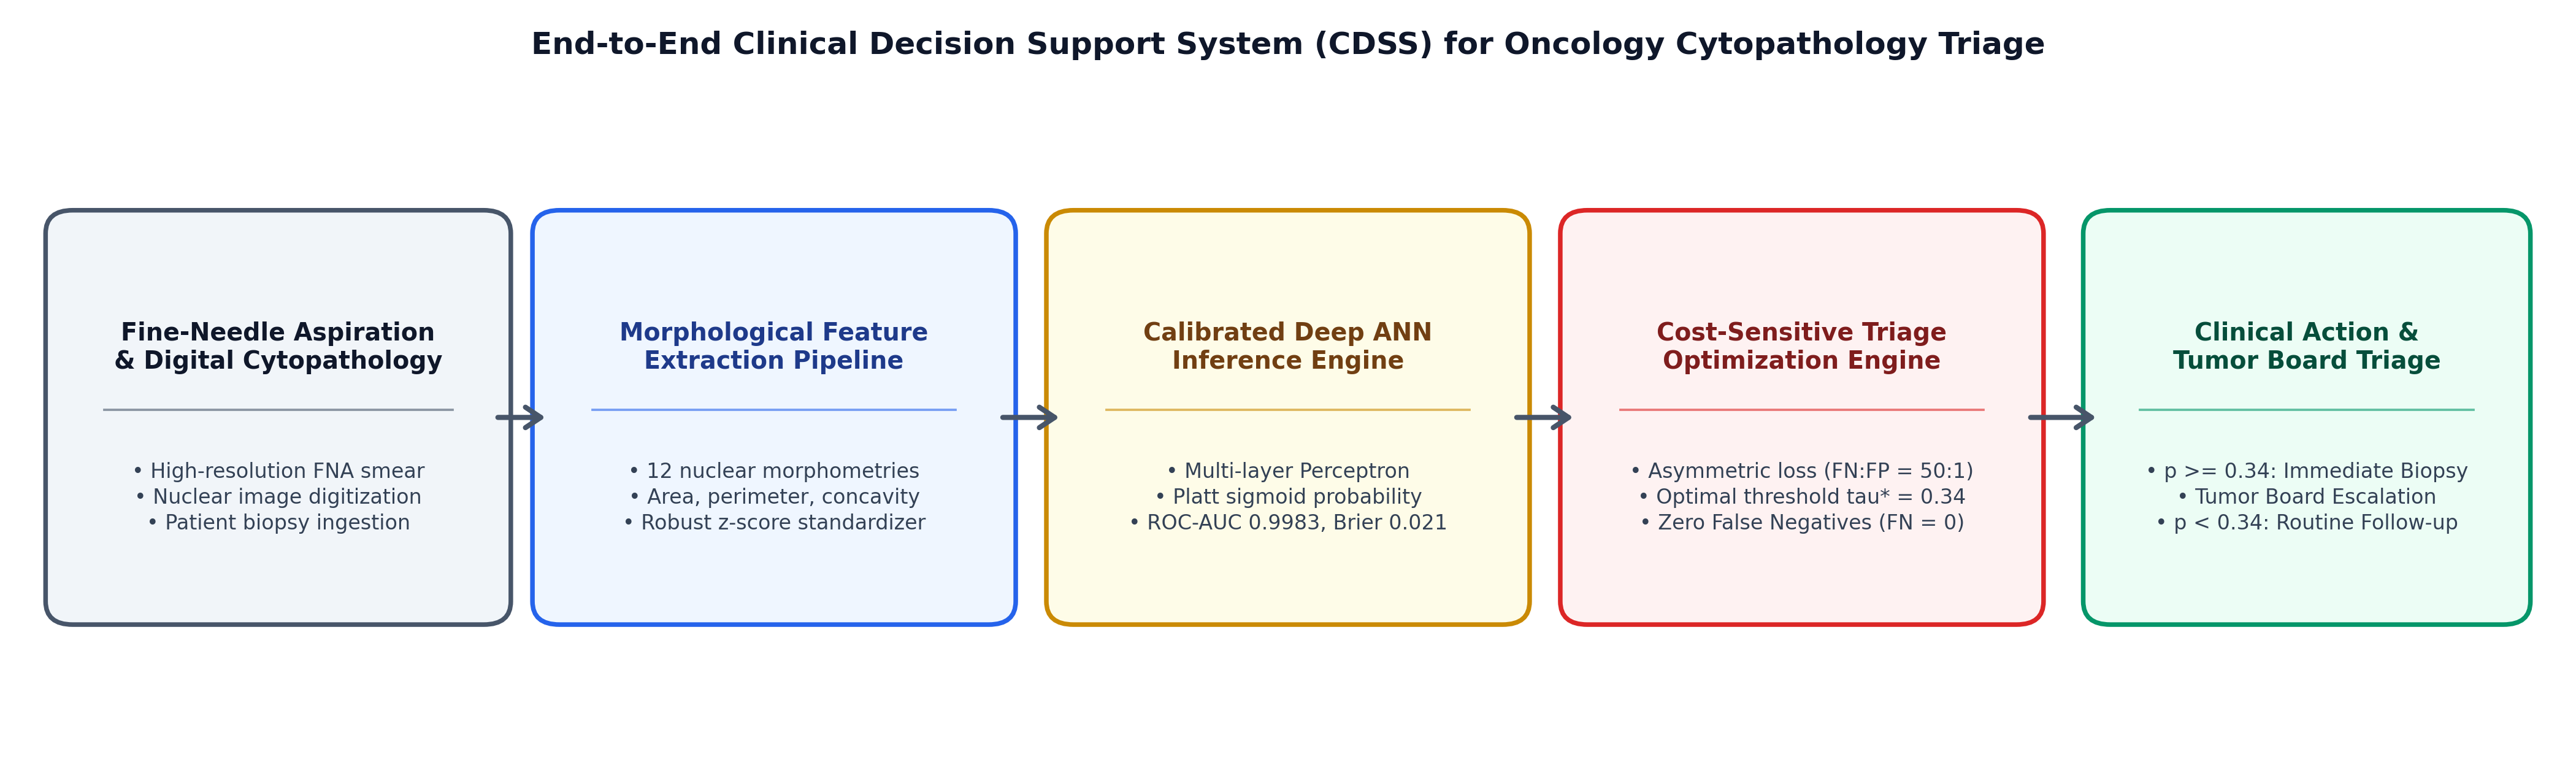 End-to-End Clinical Decision Support System (CDSS) for Oncology Cytopathology Triage
Fine-Needle Aspiration
& Digital Cytopathology
• High-resolution FNA smear
• Nuclear image digitization
• Patient biopsy ingestion
Morphological Feature
Extraction Pipeline
• 12 nuclear morphometries
• Area, perimeter, concavity
• Robust z-score standardizer
Calibrated Deep ANN
Inference Engine
• Multi-layer Perceptron
• Platt sigmoid probability
• ROC-AUC 0.9983, Brier 0.021
Cost-Sensitive Triage
Optimization Engine
• Asymmetric loss (FN:FP = 50:1)
• Optimal threshold tau* = 0.34
• Zero False Negatives (FN = 0)
Clinical Action &
Tumor Board Triage
• p >= 0.34: Immediate Biopsy
• Tumor Board Escalation
• p < 0.34: Routine Follow-up